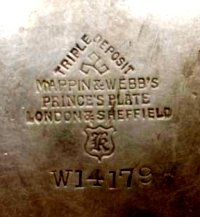 TRIPLE DEPOSIT
MAPPIN & WEBB'S
PRINCE'S PLATE
LONDON & SHEFFIELD
W14179